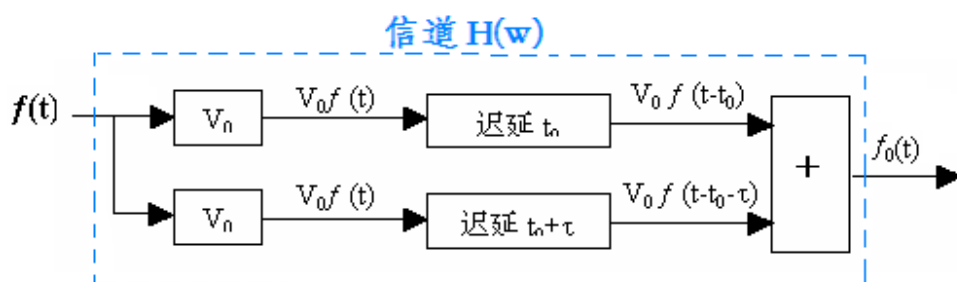 信道 H(w)
f(t)
V₀
V₀f (t)
迟延 t₀
V₀ f (t-t₀)
+
f₀(t)
V₀
V₀f (t)
迟延 t₀+τ
V₀ f (t-t₀-τ)